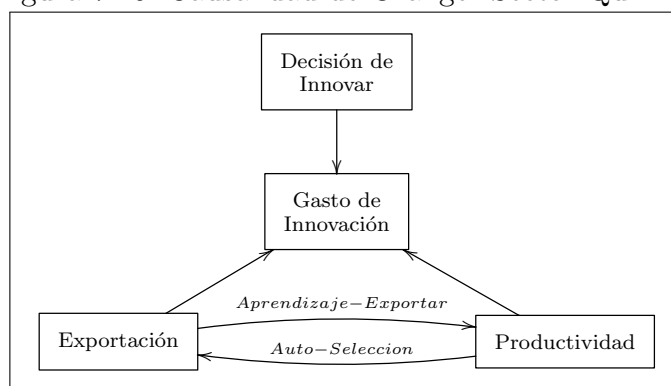 Decisión de
Innovar
Gasto de
Innovación
Aprendizaje−Exportar
Exportación
Productividad
Auto−Seleccion